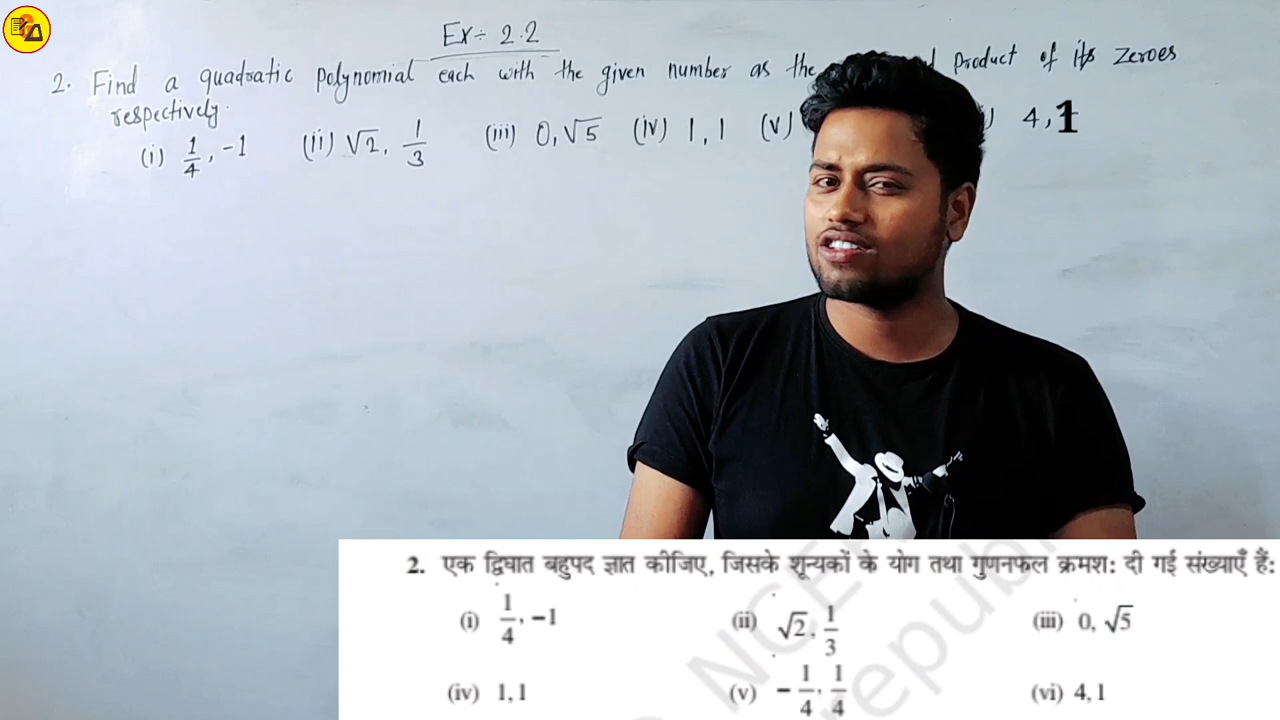 Ex÷ 2.2
2. Find a quadratic polynomial each with the given number as the product of its zeroes
respectively.
(i) 1/4, -1 (ii) √2, 1/3 (iii) 0, √5 (iv) 1, 1 (v) ) 4, 1
2. एक द्विघात बहुपद ज्ञात कीजिए, जिसके शून्यकों के योग तथा गुणनफल क्रमशः दी गई संख्याएँ हैं:
(i) 1/4, -1 (ii) √2, 1/3 (iii) 0, √5
(iv) 1, 1 (v) -1/4, 1/4 (vi) 4, 1